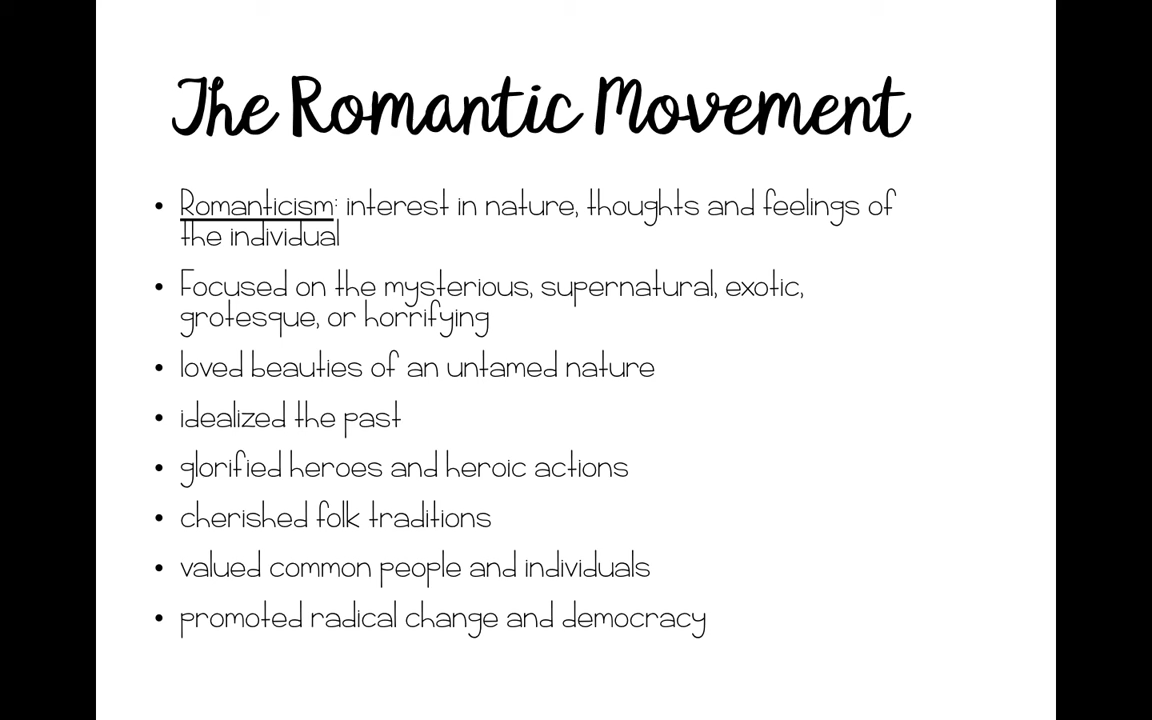 The Romantic Movement
• Romanticism: interest in nature, thoughts and feelings of
the individual
• Focused on the mysterious, supernatural, exotic,
grotesque, or horrifying
• loved beauties of an untamed nature
• idealized the past
• glorified heroes and heroic actions
• cherished folk traditions
• valued common people and individuals
• promoted radical change and democracy